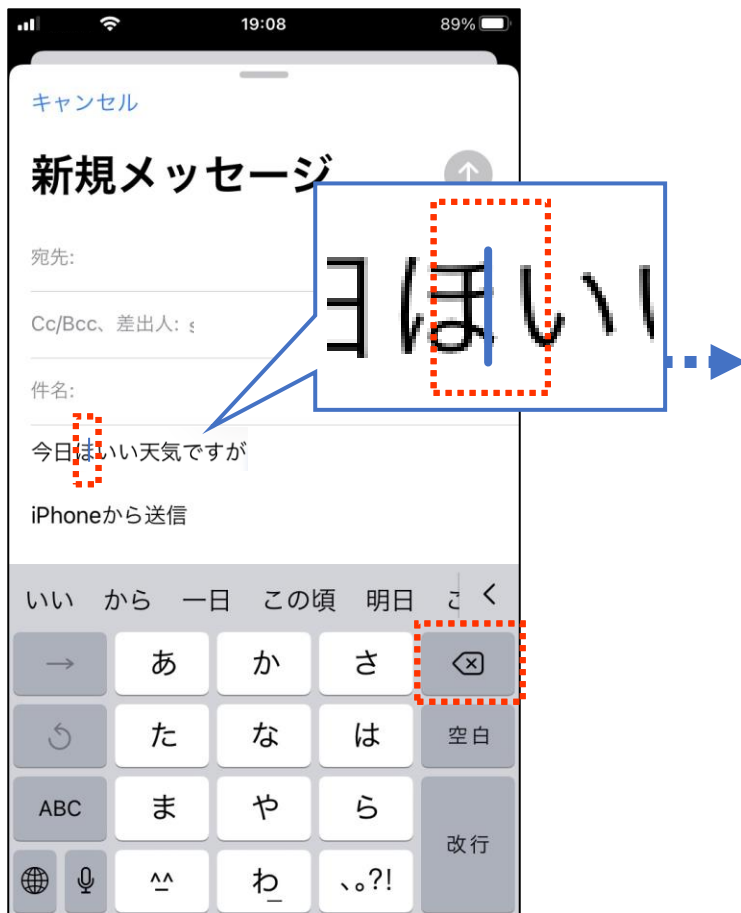 19:08 89%
キャンセル
新規メッセージ
宛先:
Cc/Bcc、差出人:
件名:
日ほいい
今日ほいい天気ですが
iPhoneから送信
いい から 一日 この頃 明日
→ あ か さ
た な は 空白
ABC ま や ら
改行
^^ わ 、。?!